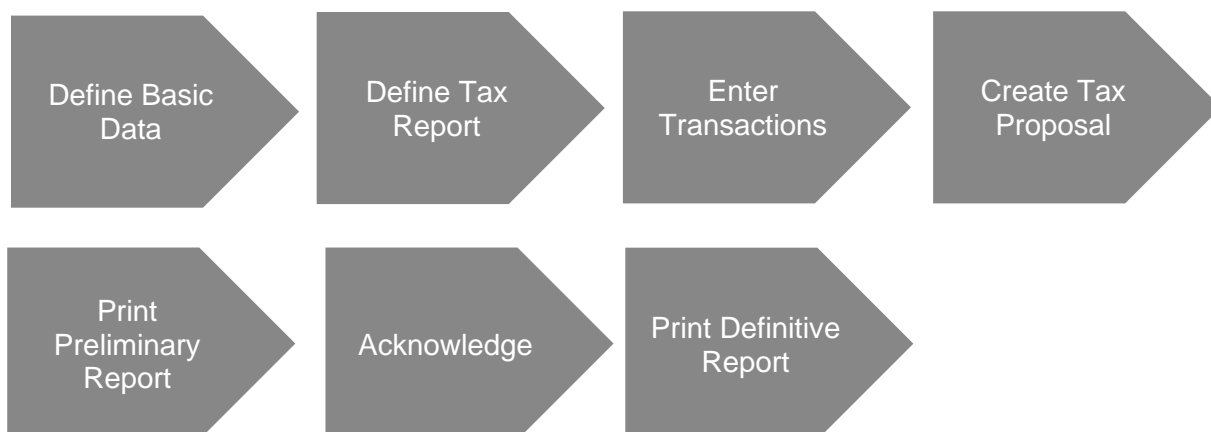 Define Basic
Data
Define Tax
Report
Enter
Transactions
Create Tax
Proposal
Print
Preliminary
Report
Acknowledge
Print Definitive
Report